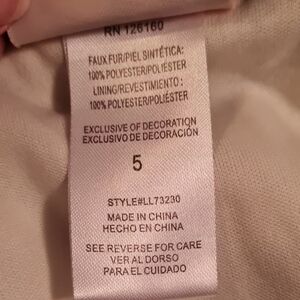 RN 126160
FAUX FUR/PIEL SINTÉTICA:
100% POLYESTER/POLIÉSTER
LINING/REVESTIMIENTO:
100% POLYESTER/POLIÉSTER
EXCLUSIVE OF DECORATION
EXCLUSIVO DE DECORACIÓN
5
STYLE#LL73230
MADE IN CHINA
HECHO EN CHINA
SEE REVERSE FOR CARE
VER AL DORSO
PARA EL CUIDADO